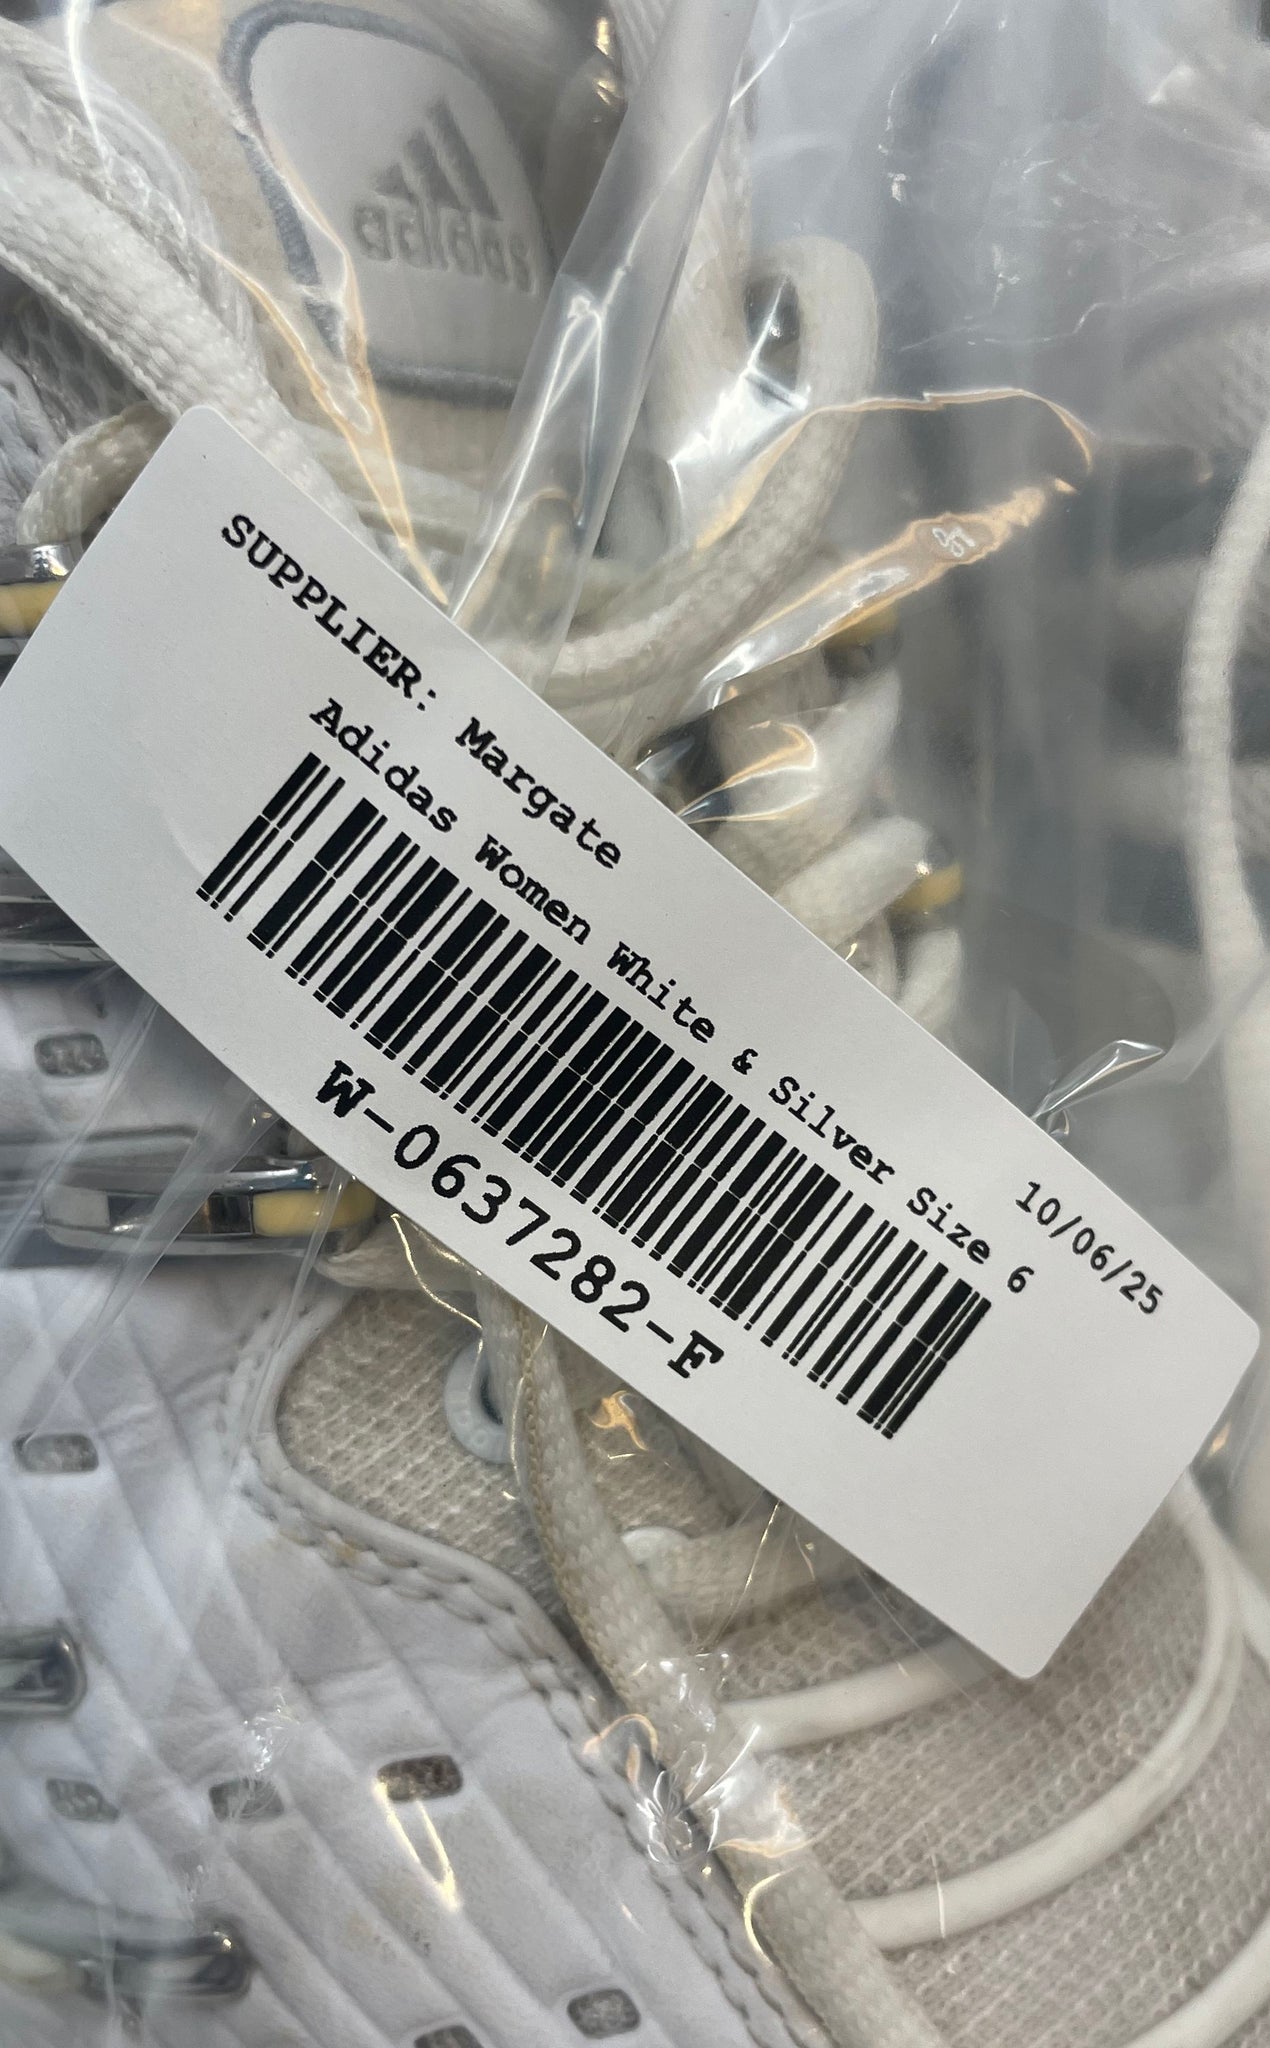 adidas
SUPPLIER: Margate
10/06/25
Adidas Women White & Silver Size 6
W-0637282-F